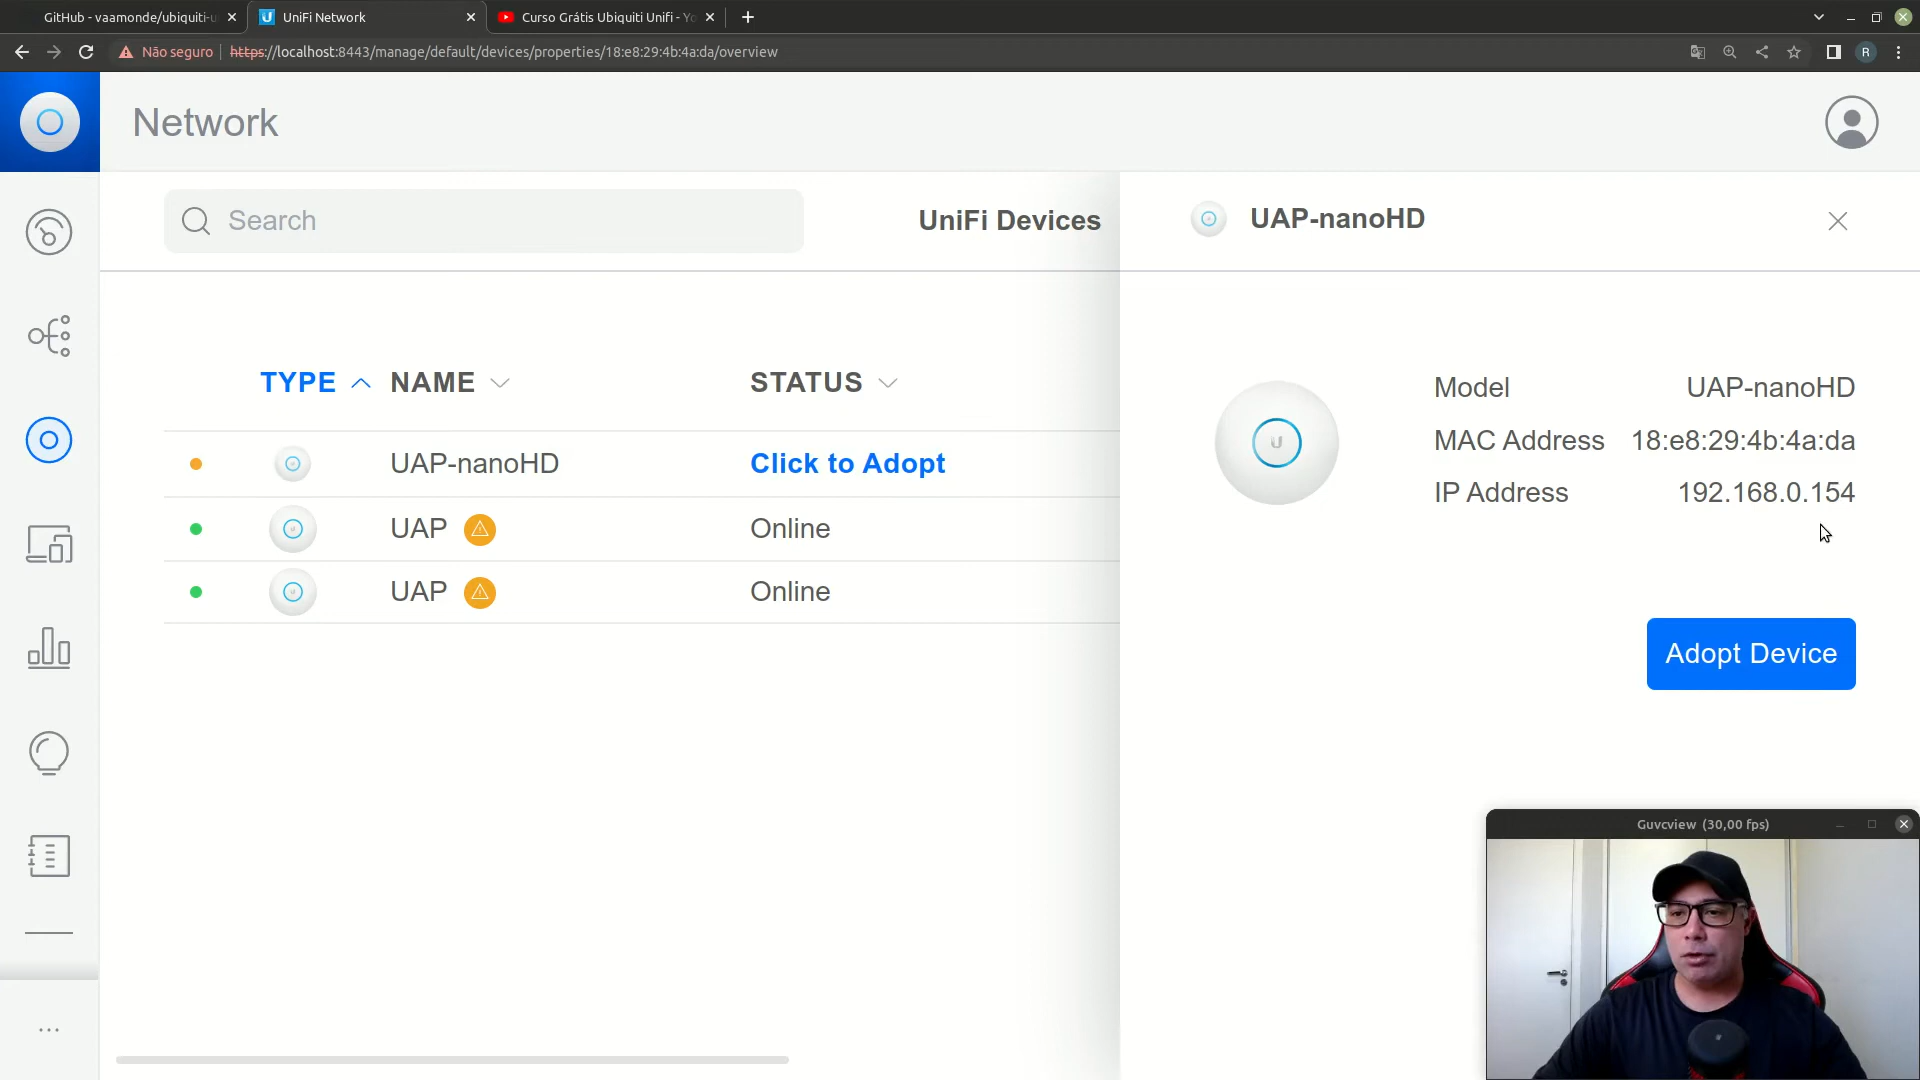 GitHub - vaamonde/ubiquiti-u
UniFi Network
Curso Grátis Ubiquiti Unifi - Yo
Não seguro
https://localhost:8443/manage/default/devices/properties/18:e8:29:4b:4a:da/overview
R
Network
Search
UniFi Devices
UAP-nanoHD
TYPE NAME STATUS
UAP-nanoHD Click to Adopt
UAP Online
UAP Online
Model UAP-nanoHD
MAC Address 18:e8:29:4b:4a:da
IP Address 192.168.0.154
Adopt Device
Guvcview (30,00 fps)